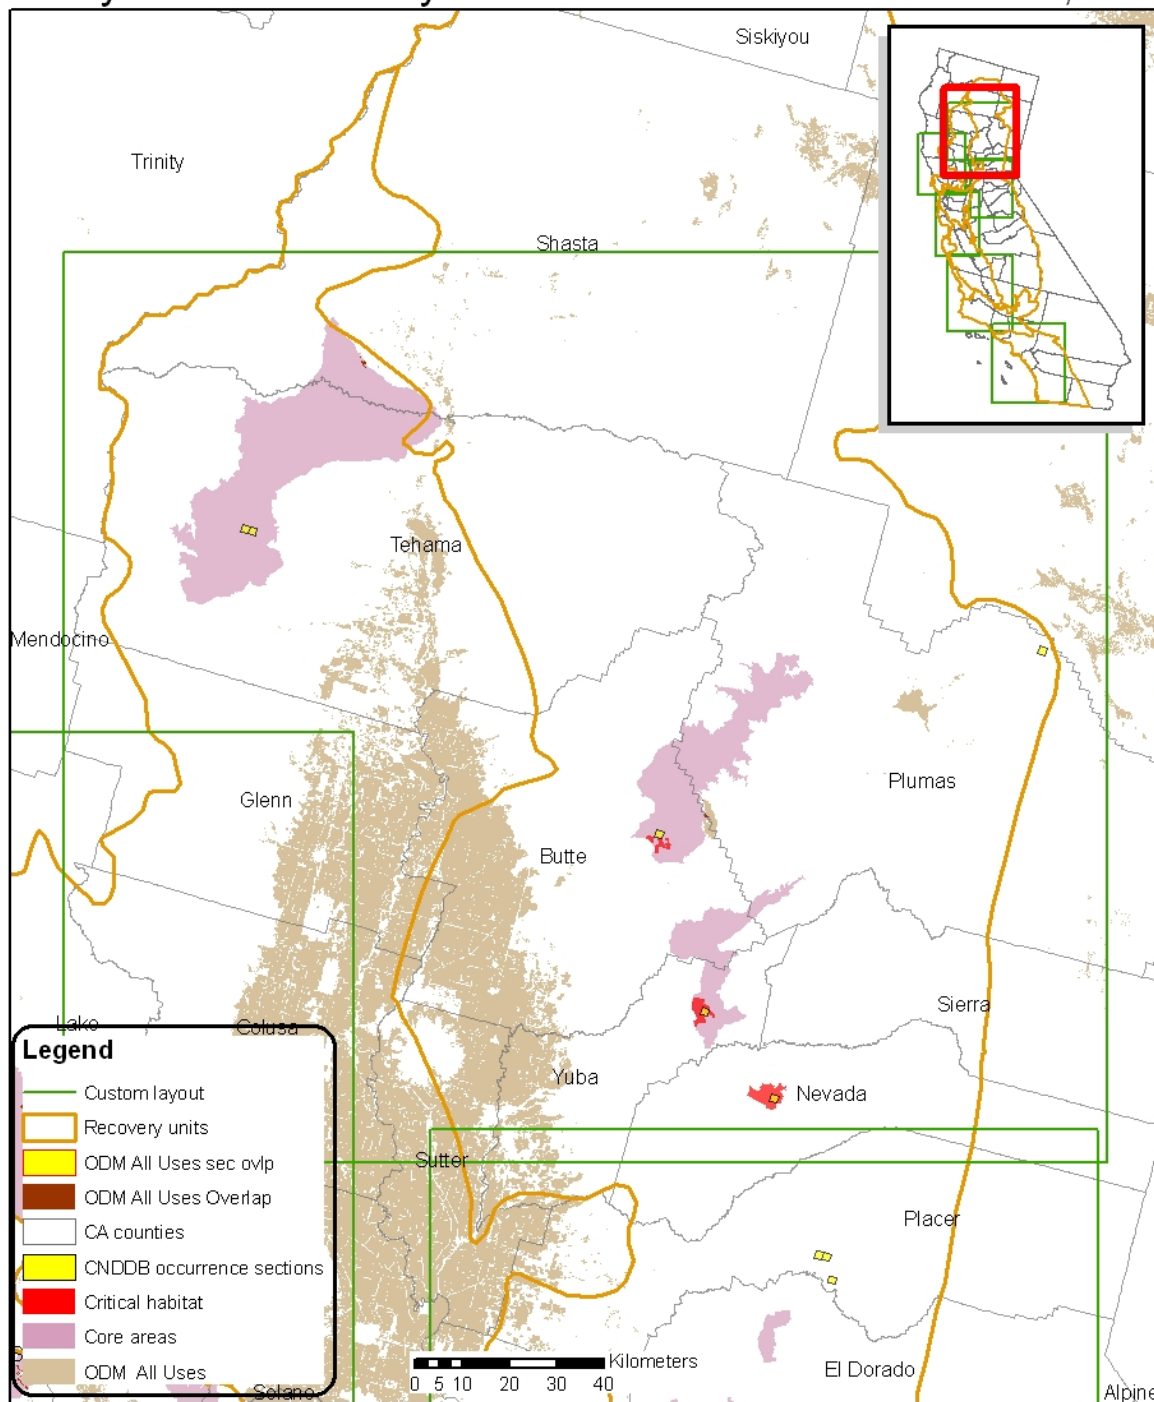 Siskiyou
Trinity
Shasta
Tehama
Mendocino
Plumas
Glenn
Butte
Sierra
Lake
Colusa
Yuba
Nevada
Sutter
Placer
El Dorado
Alpine
Solano
Legend
Custom layout
Recovery units
ODM All Uses sec ovlp
ODM All Uses Overlap
CA counties
CNDDB occurrence sections
Critical habitat
Core areas
ODM All Uses
Kilometers
0 5 10 20 30 40